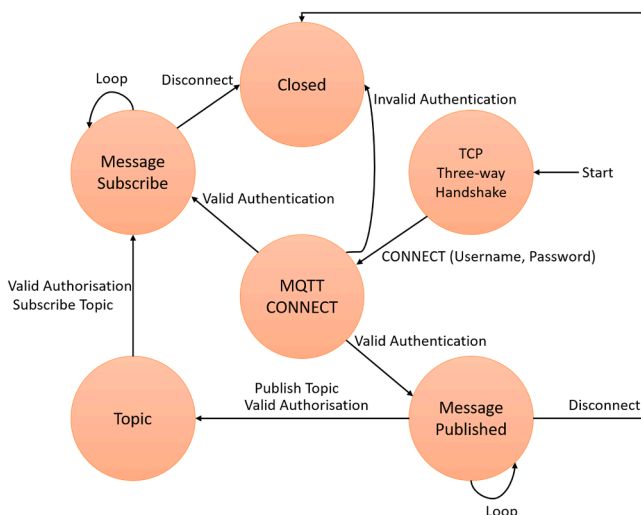 Loop
Disconnect
Closed
Invalid Authentication
TCP
Three-way
Handshake
Start
Message
Subscribe
Valid Authentication
CONNECT (Username, Password)
MQTT
CONNECT
Valid Authorisation
Subscribe Topic
Valid Authentication
Publish Topic
Valid Authorisation
Topic
Message
Published
Disconnect
Loop